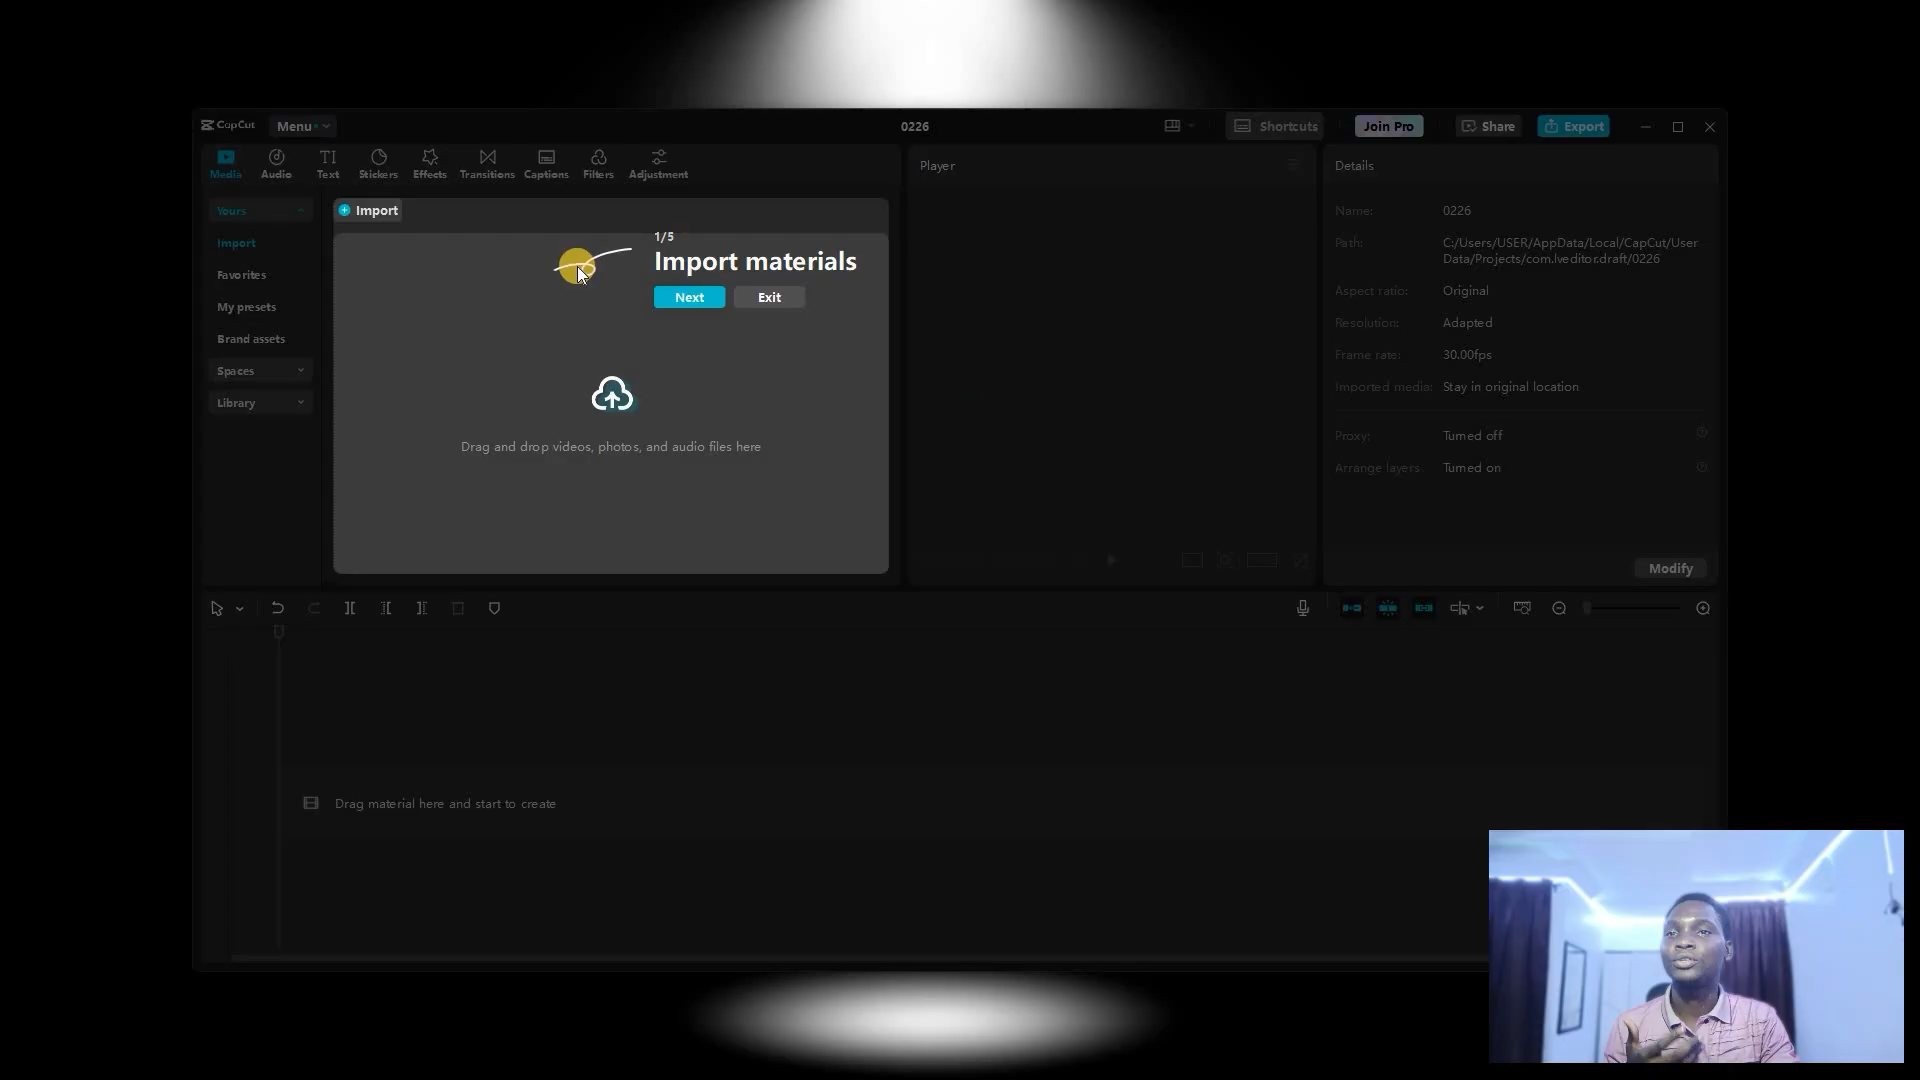 CapCut
Menu
0226
Shortcuts
Join Pro
Share
Export
Media
Audio
Text
Stickers
Effects
Transitions
Captions
Filters
Adjustment
Player
Details
Yours
Import
Favorites
My presets
Brand assets
Spaces
Library
Import
1/5
Import materials
Next
Exit
Drag and drop videos, photos, and audio files here
Name:
0226
Path:
C:/Users/USER/AppData/Local/CapCut/User
Data/Projects/com.lveditor.draft/0226
Aspect ratio:
Original
Resolution:
Adapted
Frame rate:
30.00fps
Imported media:
Stay in original location
Proxy:
Turned off
Arrange layers
Turned on
Modify
Drag material here and start to create